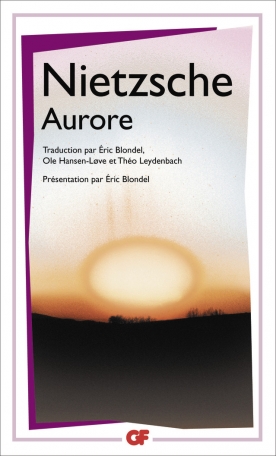 Nietzsche
Aurore
Traduction par Éric Blondel,
Ole Hansen-Løve et Théo Leydenbach
Présentation par Éric Blondel
GF